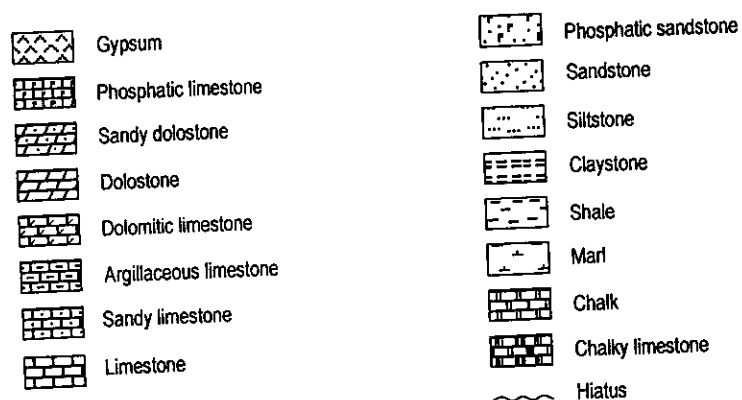 Gypsum
Phosphatic limestone
Sandy dolostone
Dolostone
Dolomitic limestone
Argillaceous limestone
Sandy limestone
Limestone
Phosphatic sandstone
Sandstone
Siltstone
Claystone
Shale
Marl
Chalk
Chalky limestone
Hiatus